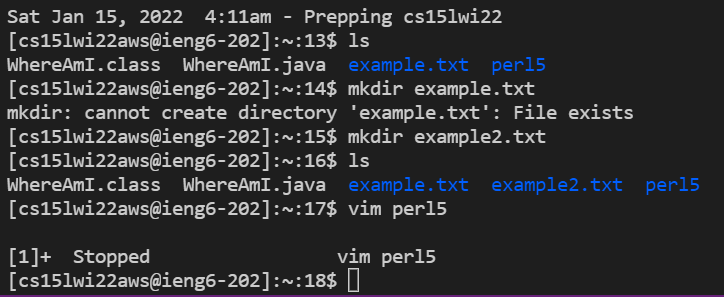 Sat Jan 15, 2022  4:11am - Prepping cs15lwi22
[cs15lwi22aws@ieng6-202]:~:13$ ls
WhereAmI.class  WhereAmI.java  example.txt  perl5
[cs15lwi22aws@ieng6-202]:~:14$ mkdir example.txt
mkdir: cannot create directory 'example.txt': File exists
[cs15lwi22aws@ieng6-202]:~:15$ mkdir example2.txt
[cs15lwi22aws@ieng6-202]:~:16$ ls
WhereAmI.class  WhereAmI.java  example.txt  example2.txt  perl5
[cs15lwi22aws@ieng6-202]:~:17$ vim perl5
[1]+  Stopped                 vim perl5
[cs15lwi22aws@ieng6-202]:~:18$